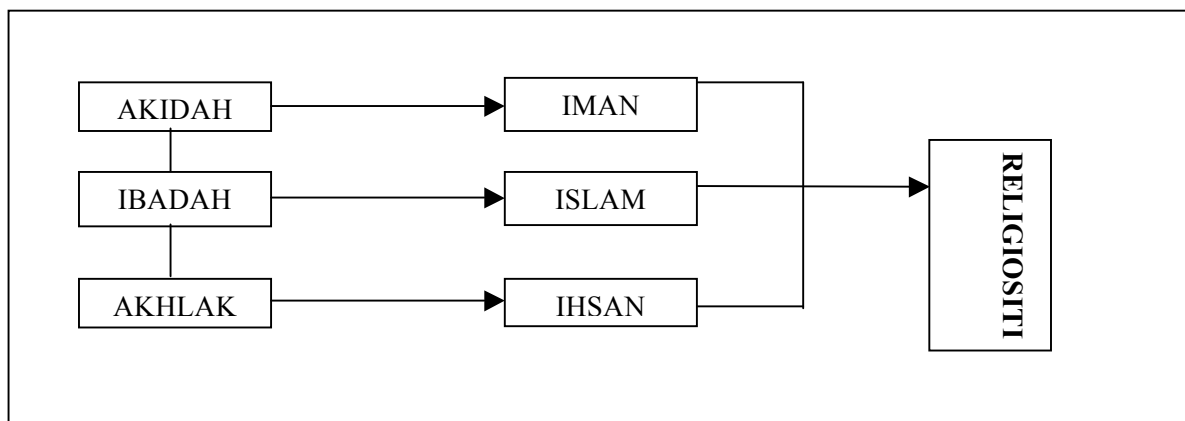 AKIDAH
IMAN
IBADAH
ISLAM
AKHLAK
IHSAN
RELIGIOSITI